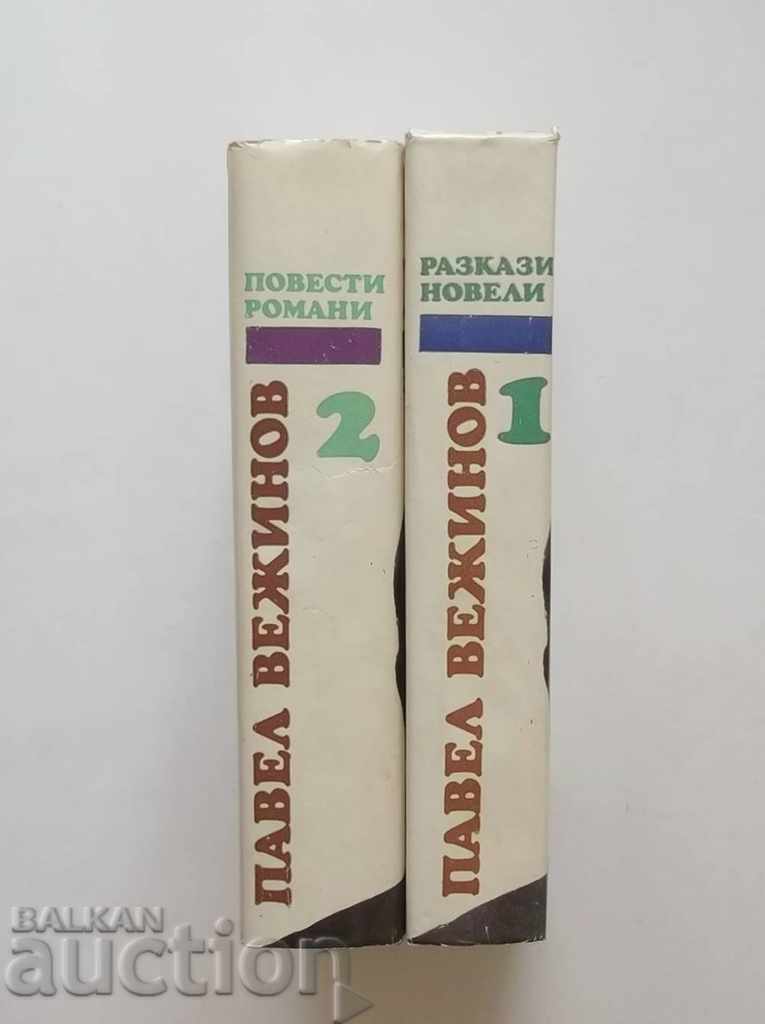 ПОВЕСТИ
РОМАНИ
2
ПАВЕЛ ВЕЖИНОВ
РАЗКАЗИ
НОВЕЛИ
1
ПАВЕЛ ВЕЖИНОВ
BALKAN
auction